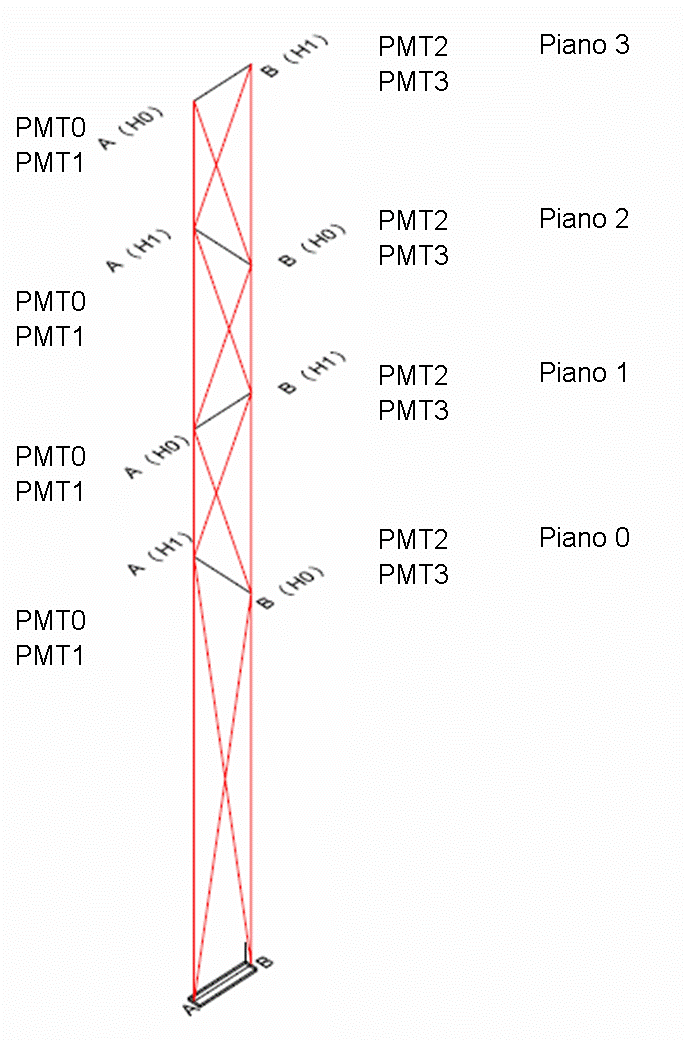 B (H1)
PMT2
Piano 3
PMT3
A (H0)
PMT0
PMT1
B (H0)
PMT2
Piano 2
PMT3
A (H1)
PMT0
PMT1
B (H1)
PMT2
Piano 1
PMT3
A (H0)
PMT0
PMT1
A (H1)
PMT2
Piano 0
PMT3
B (H0)
PMT0
PMT1
B
A